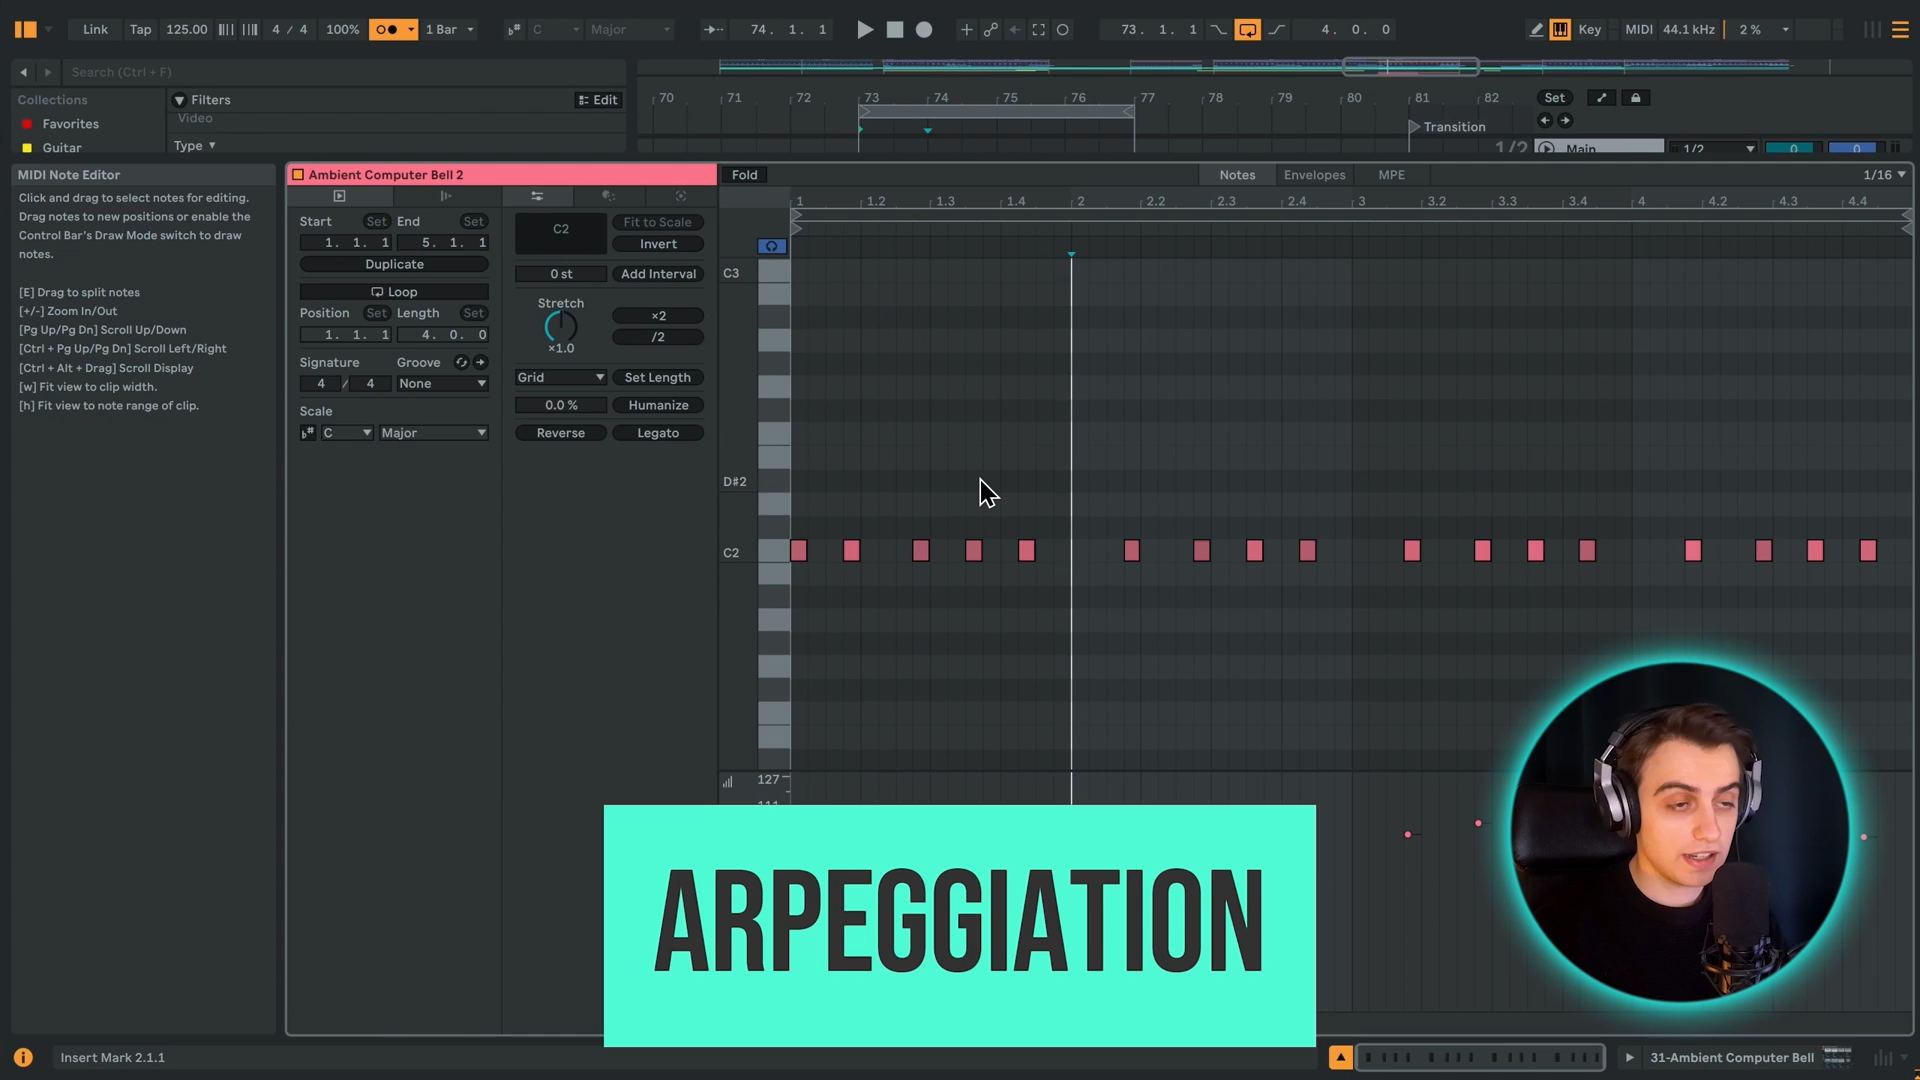 Link Tap 125.00 4 / 4 100% 1 Bar C Major 74. 1. 1 73. 1. 1 4. 0. 0 Key MIDI 44.1 kHz 2 %
Search (Ctrl + F)
Collections Filters Edit
Favorites Video
Guitar Type
70 71 72 73 74 75 76 77 78 79 80 81 82 Set
Transition
1/2 Main 1/2 0 0
MIDI Note Editor
Click and drag to select notes for editing.
Drag notes to new positions or enable the
Control Bar's Draw Mode switch to draw
notes.
[E] Drag to split notes
[+/-] Zoom In/Out
[Pg Up/Pg Dn] Scroll Up/Down
[Ctrl + Pg Up/Pg Dn] Scroll Left/Right
[Ctrl + Alt + Drag] Scroll Display
[w] Fit view to clip width.
[h] Fit view to note range of clip.
Ambient Computer Bell 2
Start Set End Set
1. 1. 1 5. 1. 1
Duplicate
Loop
Position Set Length Set
1. 1. 1 4. 0. 0
Signature Groove
4 / 4 None
Scale
C Major
C2 Fit to Scale
Invert
0 st Add Interval
Stretch
×2
/2
×1.0
Grid Set Length
0.0 % Humanize
Reverse Legato
Fold Notes Envelopes MPE 1/16
1 1.2 1.3 1.4 2 2.2 2.3 2.4 3 3.2 3.3 3.4 4 4.2 4.3 4.4
C3
D#2
C2
127
ARPEGGIATION
Insert Mark 2.1.1
31-Ambient Computer Bell